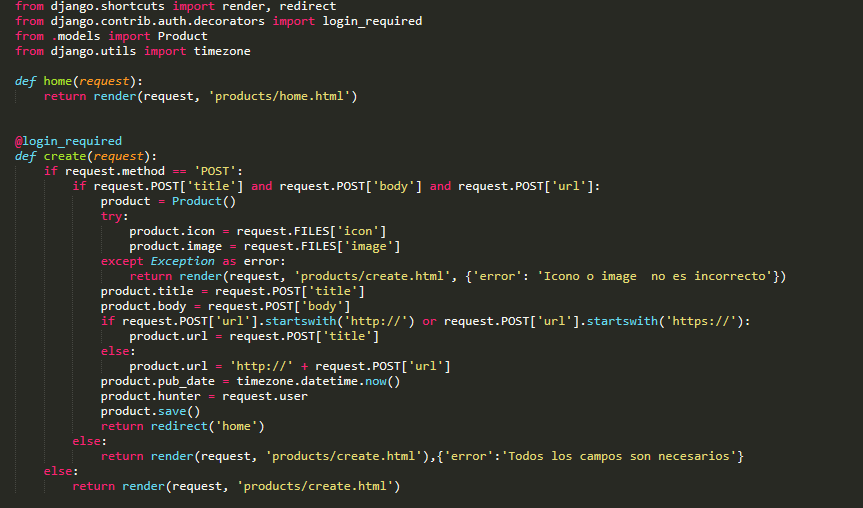 from django.shortcuts import render, redirect
from django.contrib.auth.decorators import login_required
from .models import Product
from django.utils import timezone

def home(request):
    return render(request, 'products/home.html')


@login_required
def create(request):
    if request.method == 'POST':
        if request.POST['title'] and request.POST['body'] and request.POST['url']:
            product = Product()
            try:
                product.icon = request.FILES['icon']
                product.image = request.FILES['image']
            except Exception as error:
                return render(request, 'products/create.html', {'error': 'Icono o image  no es incorrecto'})
            product.title = request.POST['title']
            product.body = request.POST['body']
            if request.POST['url'].startswith('http://') or request.POST['url'].startswith('https://'):
                product.url = request.POST['title']
            else:
                product.url = 'http://' + request.POST['url']
            product.pub_date = timezone.datetime.now()
            product.hunter = request.user
            product.save()
            return redirect('home')
        else:
            return render(request, 'products/create.html'),{'error':'Todos los campos son necesarios'}
    else:
        return render(request, 'products/create.html')